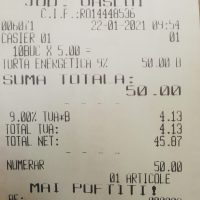 JUD. VASLUI
C.I.F.:RO14448536
006071 22-01-2021 09:54
CASIER 01 01
10BUC X 5.00 =
TURTA ENERGETICA 9% 50.00 B
SUMA TOTALA:
50.00
9.00% TVA*B 4.13
TOTAL TVA: 4.13
TOTAL NET: 45.87
NUMERAR 50.00
01 ARTICOLE
MAI POFTITI!